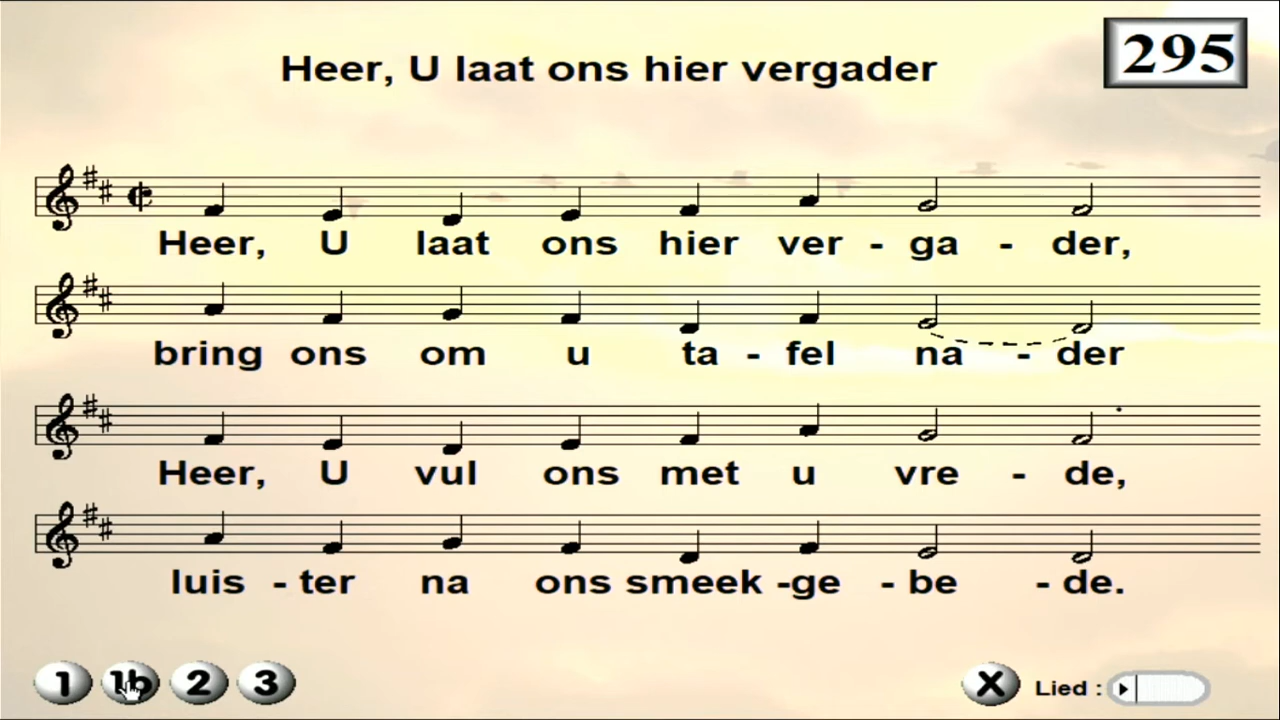 295
Heer, U laat ons hier vergader
Heer, U laat ons hier ver - ga - der,
bring ons om u ta - fel na - der
Heer, U vul ons met u vre - de,
luis - ter na ons smeek -ge - be - de.
1 1b 2 3 X Lied :